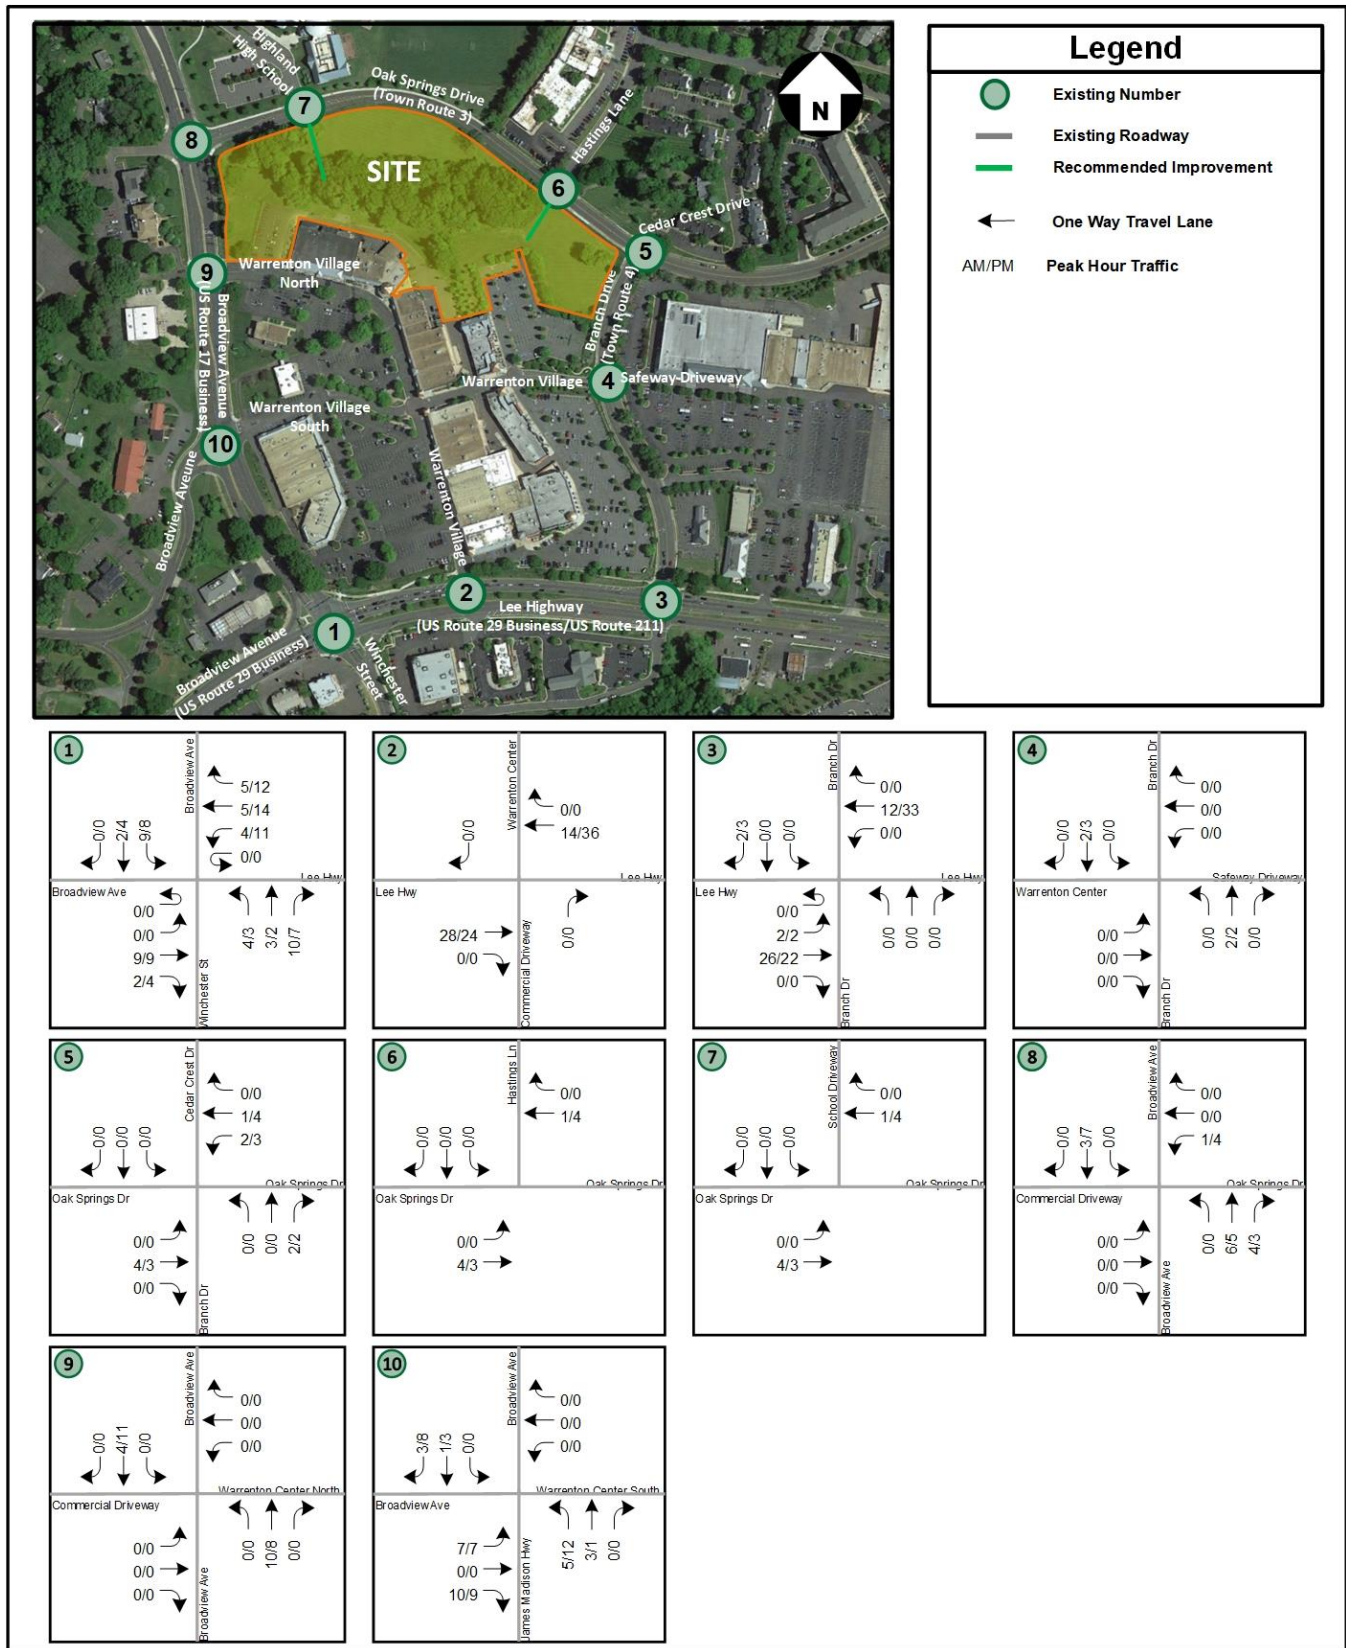 Highland
High School
Oak Springs Drive
(Town Route 3)
Hastings Lane
N
7
8
SITE
6
Cedar Crest Drive
5
9
Warrenton Village
North
Broadview Avenue
(US Route 17 Business)
Branch Drive
(Town Route 4)
Warrenton Village
4
Safeway Driveway
Warrenton Village
South
10
Broadview Aveune
Warrenton Village
2
Lee Highway
(US Route 29 Business/US Route 211)
3
1
Broadview Avenue
(US Route 29 Business)
Winchester
Street
Legend
Existing Number
Existing Roadway
Recommended Improvement
One Way Travel Lane
AM/PM Peak Hour Traffic
1
Broadview Ave
5/12
5/14
4/11
0/0
0/0 2/4 9/8
Lee Hwy
Broadview Ave
0/0
0/0
9/9
2/4
4/3 3/2 10/7
Winchester St
2
Warrenton Center
0/0
14/36
0/0
Lee Hwy
Lee Hwy
28/24
0/0
0/0
Commercial Driveway
3
Branch Dr
0/0
12/33
0/0
2/3 0/0 0/0
Lee Hwy
Lee Hwy
0/0
2/2
26/22
0/0
0/0 0/0 0/0
Branch Dr
4
Branch Dr
0/0
0/0
0/0
0/0 2/3 0/0
Safeway Driveway
Warrenton Center
0/0
0/0
0/0
0/0 2/2 0/0
Branch Dr
5
Cedar Crest Dr
0/0
1/4
2/3
0/0 0/0 0/0
Oak Springs Dr
Oak Springs Dr
0/0
4/3
0/0
0/0 0/0 2/2
Branch Dr
6
Hastings Ln
0/0
1/4
0/0 0/0 0/0
Oak Springs Dr
Oak Springs Dr
0/0
4/3
7
School Driveway
0/0
1/4
0/0 0/0 0/0
Oak Springs Dr
Oak Springs Dr
0/0
4/3
8
Broadview Ave
0/0
0/0
1/4
0/0 3/7 0/0
Oak Springs Dr
Commercial Driveway
0/0
0/0
0/0
0/0 6/5 4/3
Broadview Ave
9
Broadview Ave
0/0
0/0
0/0
0/0 4/11 0/0
Warrenton Center North
Commercial Driveway
0/0
0/0
0/0
0/0 10/8 0/0
Broadview Ave
10
Broadview Ave
0/0
0/0
0/0
3/8 1/3 0/0
Warrenton Center South
Broadview Ave
7/7
0/0
10/9
5/12 3/1 0/0
James Madison Hwy